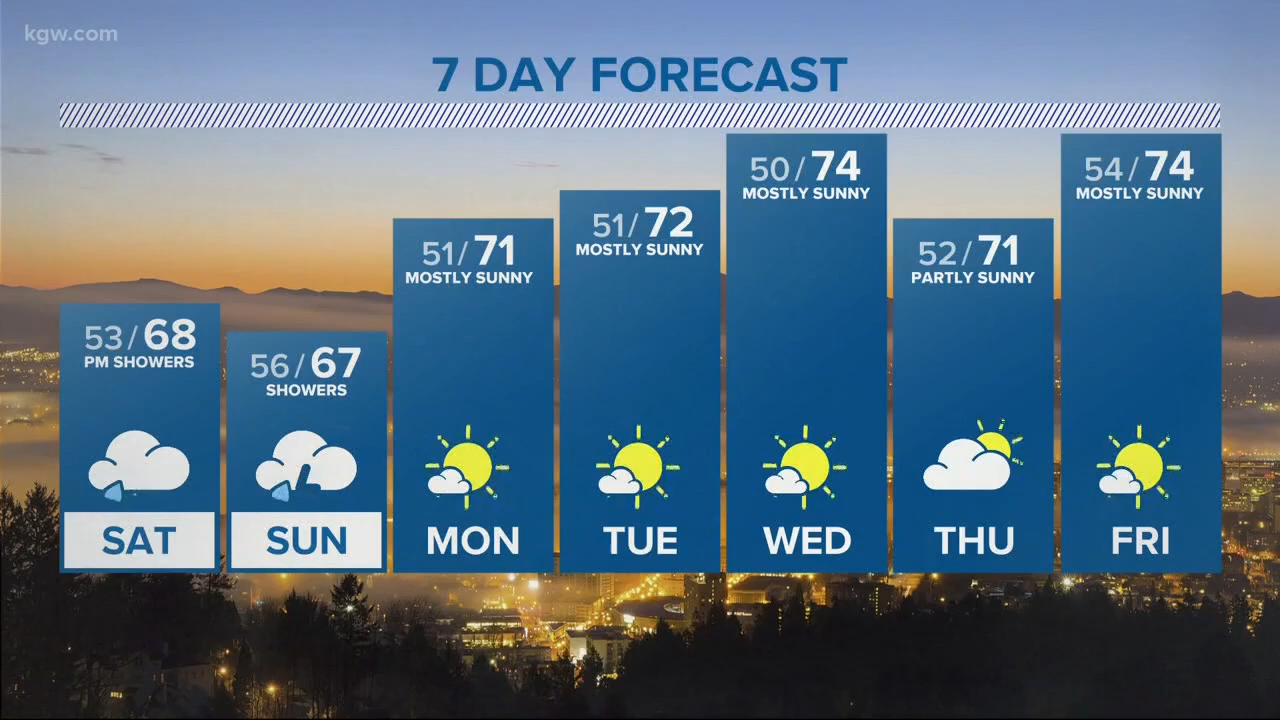 kgw.com
7 DAY FORECAST
53/68
PM SHOWERS
SAT
56/67
SHOWERS
SUN
51/71
MOSTLY SUNNY
MON
51/72
MOSTLY SUNNY
TUE
50/74
MOSTLY SUNNY
WED
52/71
PARTLY SUNNY
THU
54/74
MOSTLY SUNNY
FRI